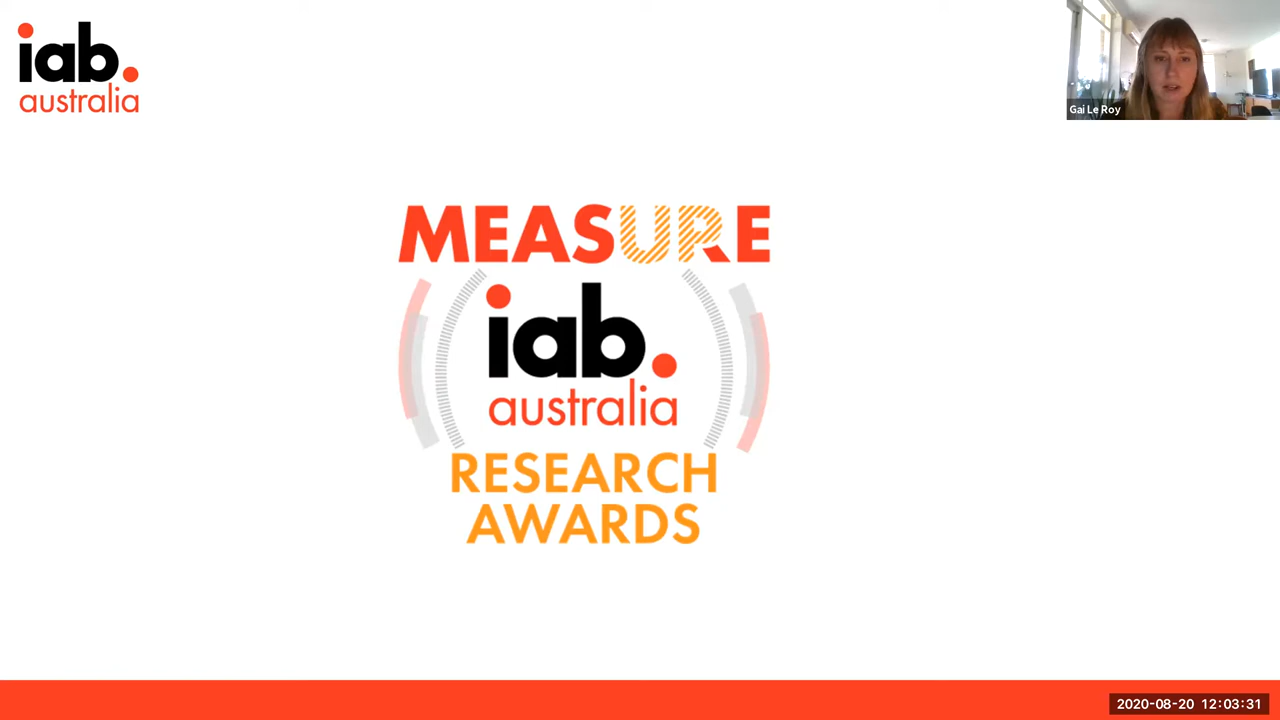 iab.
australia
Gai Le Roy
MEASURE
iab.
australia
RESEARCH
AWARDS
2020-08-20 12:03:31